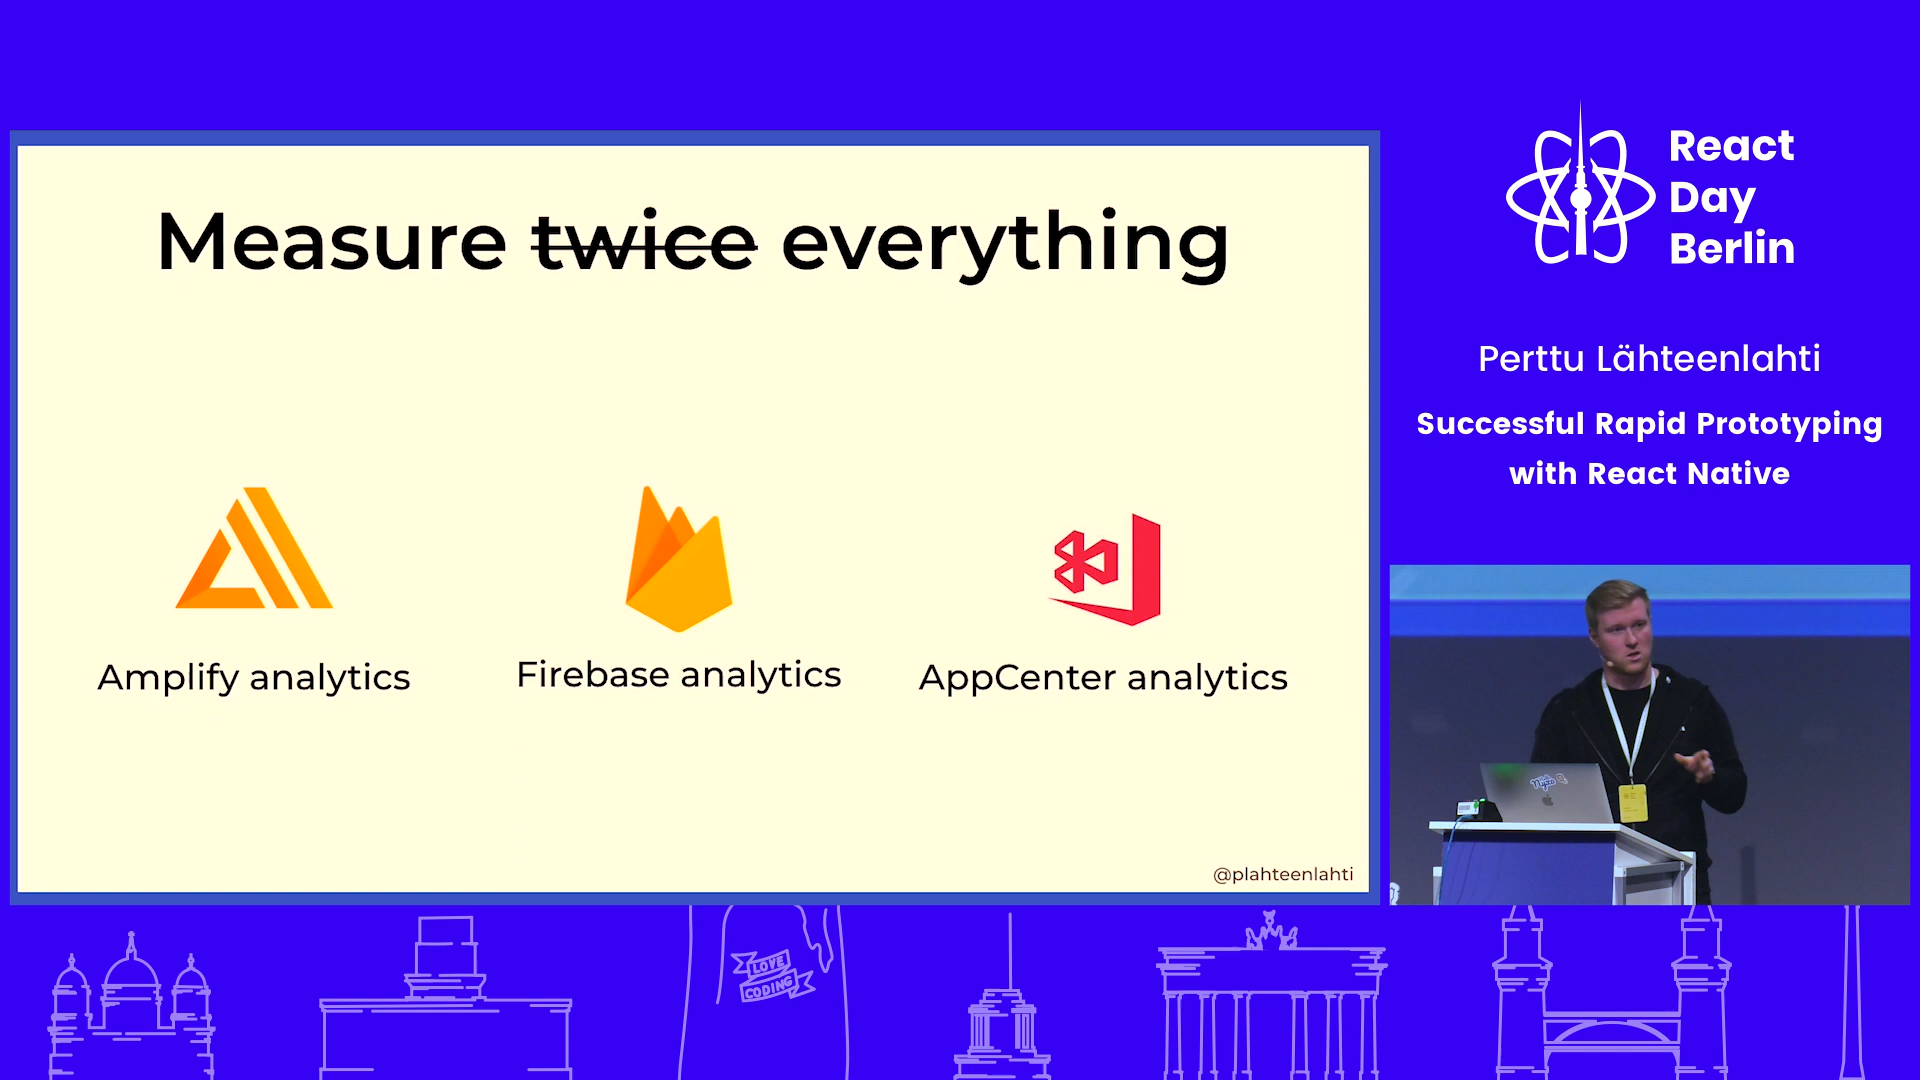 Measure twice everything
Amplify analytics
Firebase analytics
AppCenter analytics
@plahteenlahti
React
Day
Berlin
Perttu Lähteenlahti
Successful Rapid Prototyping
with React Native
LOVE
CODING